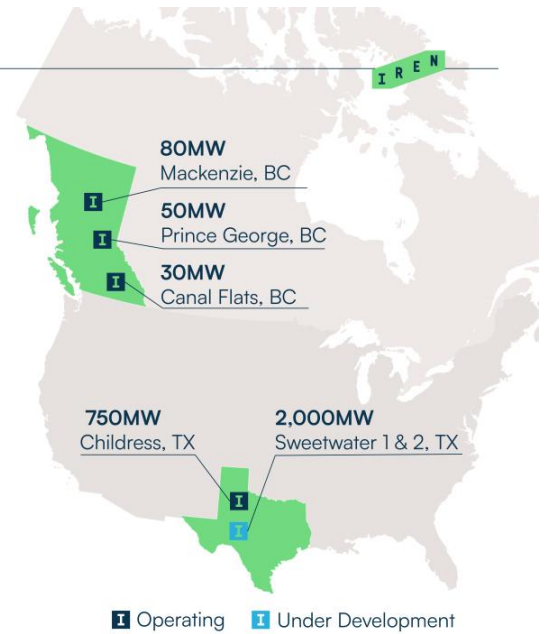 IREN
80MW
Mackenzie, BC
50MW
Prince George, BC
30MW
Canal Flats, BC
750MW
Childress, TX
2,000MW
Sweetwater 1 & 2, TX
I
I
I
I
I
I Operating
I Under Development